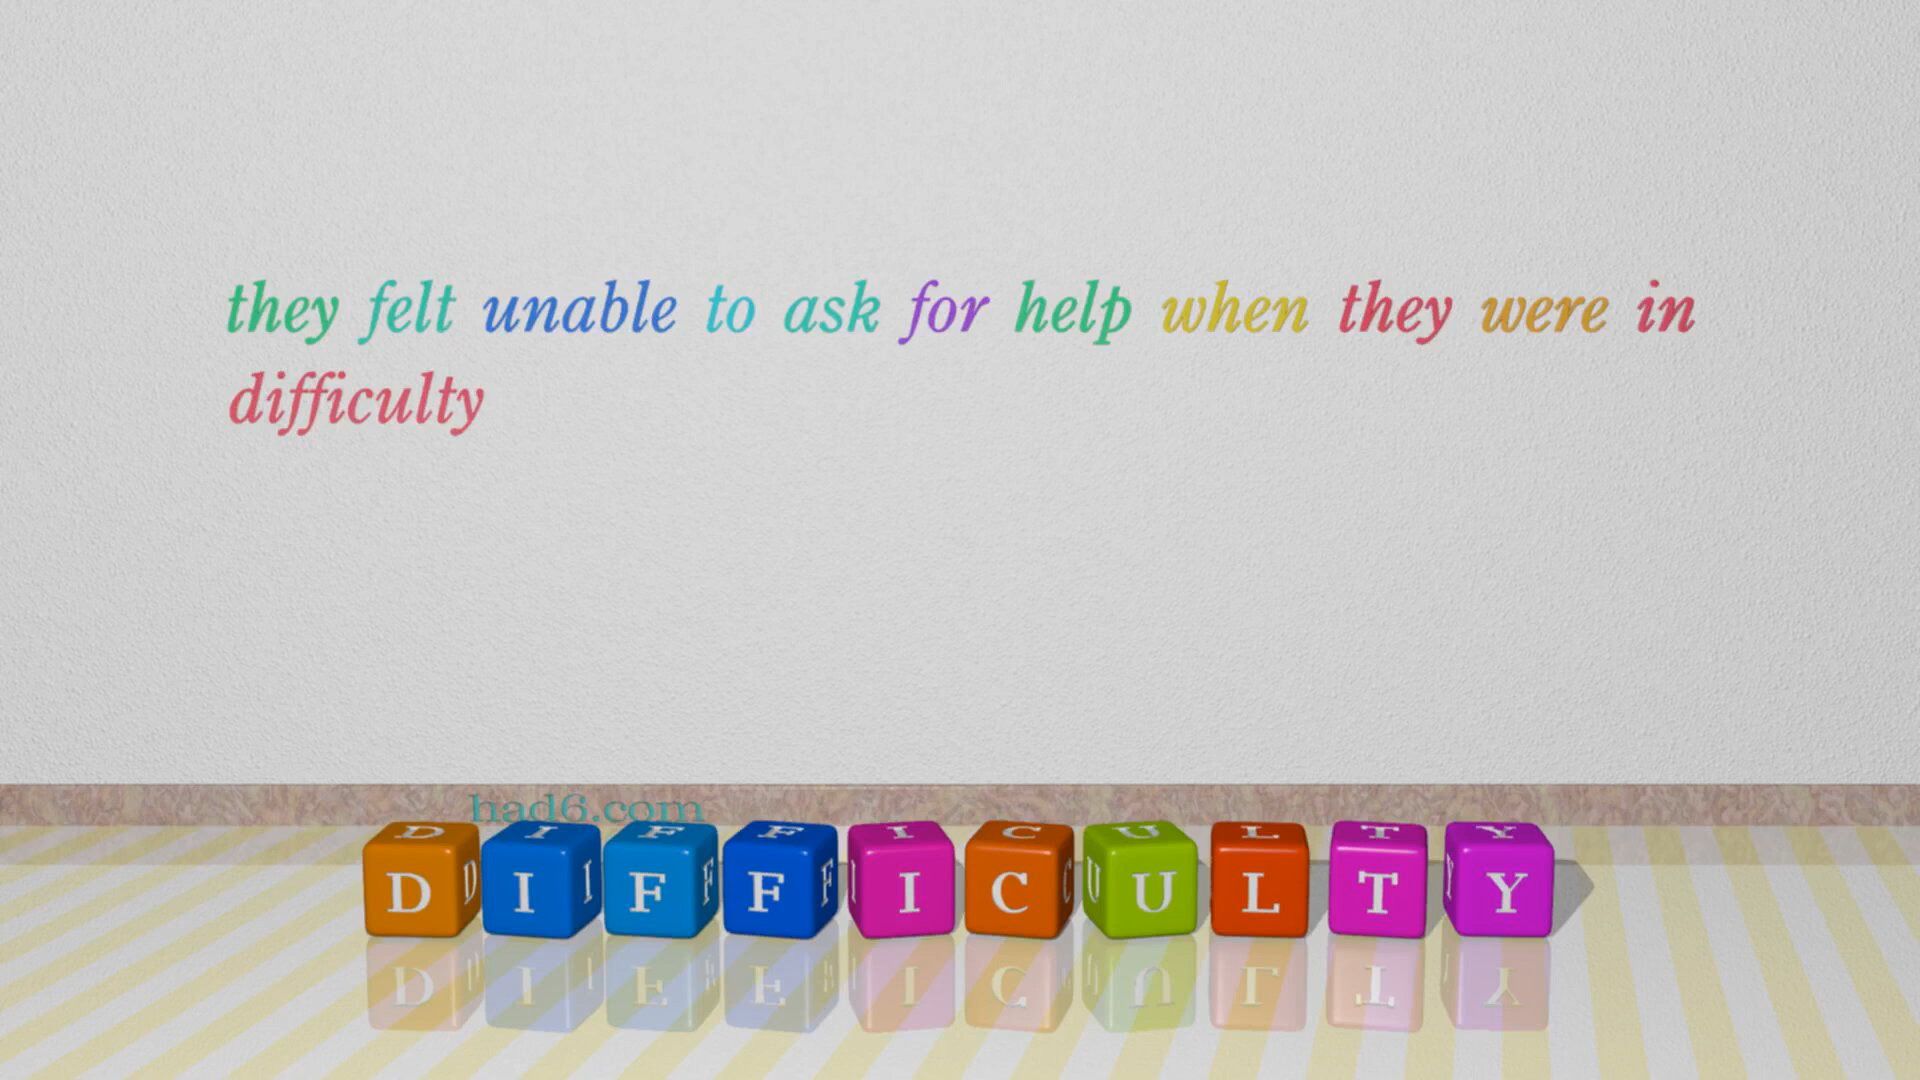 they felt unable to ask for help when they were in
difficulty
had6.com
DIFFICULTY